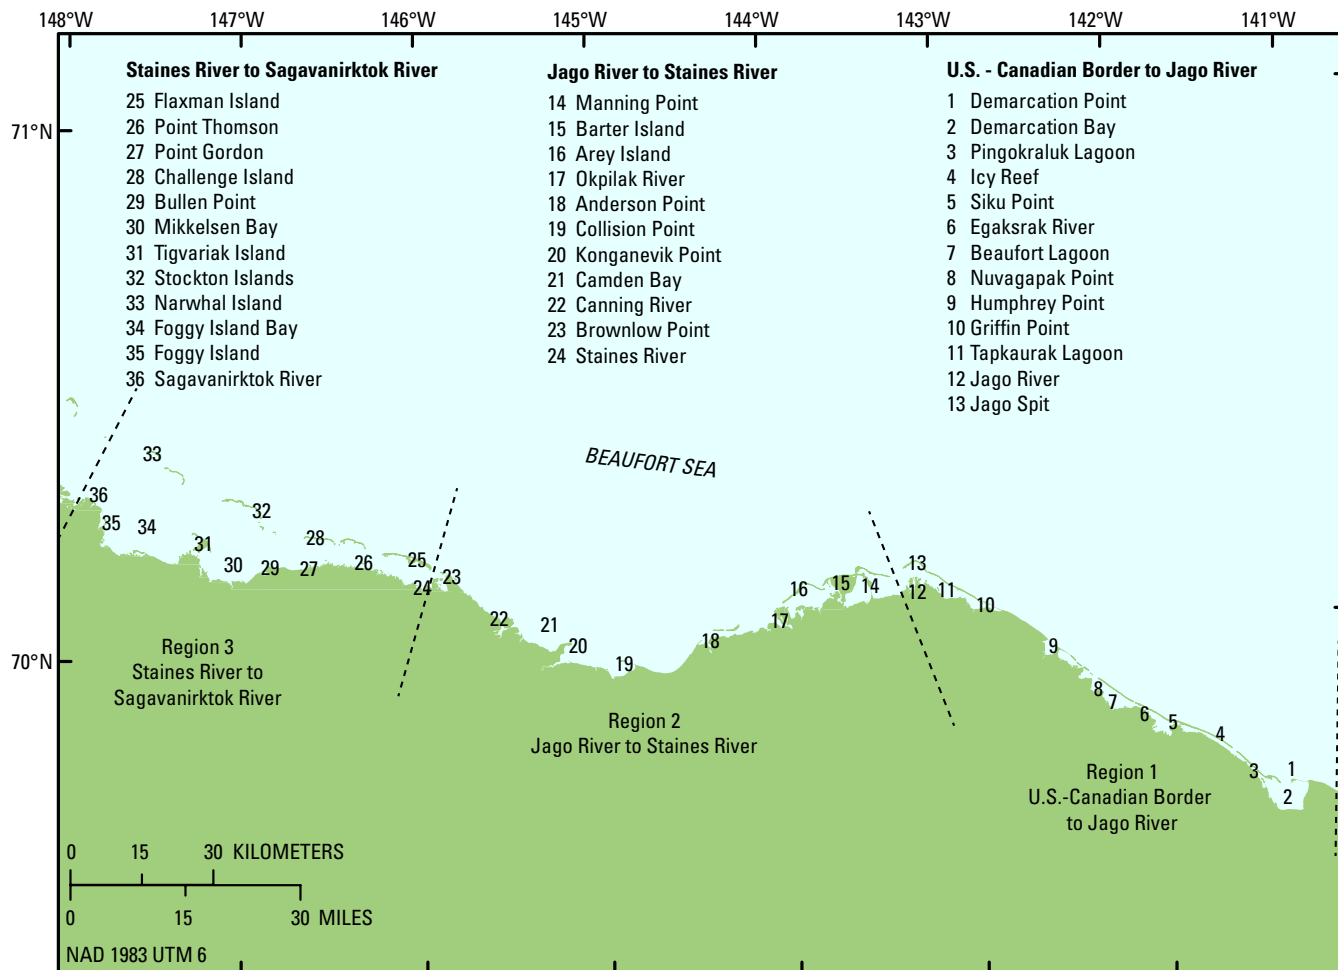 148°W 147°W 146°W 145°W 144°W 143°W 142°W 141°W
71°N
70°N
Staines River to Sagavanirktok River
25 Flaxman Island
26 Point Thomson
27 Point Gordon
28 Challenge Island
29 Bullen Point
30 Mikkelsen Bay
31 Tigvariak Island
32 Stockton Islands
33 Narwhal Island
34 Foggy Island Bay
35 Foggy Island
36 Sagavanirktok River
Jago River to Staines River
14 Manning Point
15 Barter Island
16 Arey Island
17 Okpilak River
18 Anderson Point
19 Collision Point
20 Konganevik Point
21 Camden Bay
22 Canning River
23 Brownlow Point
24 Staines River
U.S. - Canadian Border to Jago River
1 Demarcation Point
2 Demarcation Bay
3 Pingokraluk Lagoon
4 Icy Reef
5 Siku Point
6 Egaksrak River
7 Beaufort Lagoon
8 Nuvagapak Point
9 Humphrey Point
10 Griffin Point
11 Tapkaurak Lagoon
12 Jago River
13 Jago Spit
BEAUFORT SEA
36
35
34
33
32
31
30
29
28
27
26
25
24
23
22
21
20
19
18
17
16
15
14
13
12
11
10
9
8
7
6
5
4
3
1
2
Region 3
Staines River to
Sagavanirktok River
Region 2
Jago River to Staines River
Region 1
U.S.-Canadian Border
to Jago River
0 15 30 KILOMETERS
0 15 30 MILES
NAD 1983 UTM 6